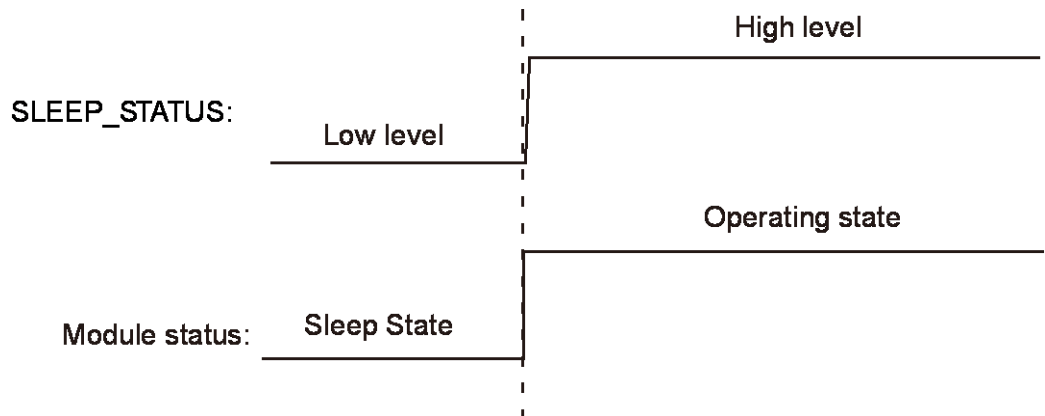 High level
SLEEP_STATUS:
Low level
Operating state
Module status:
Sleep State